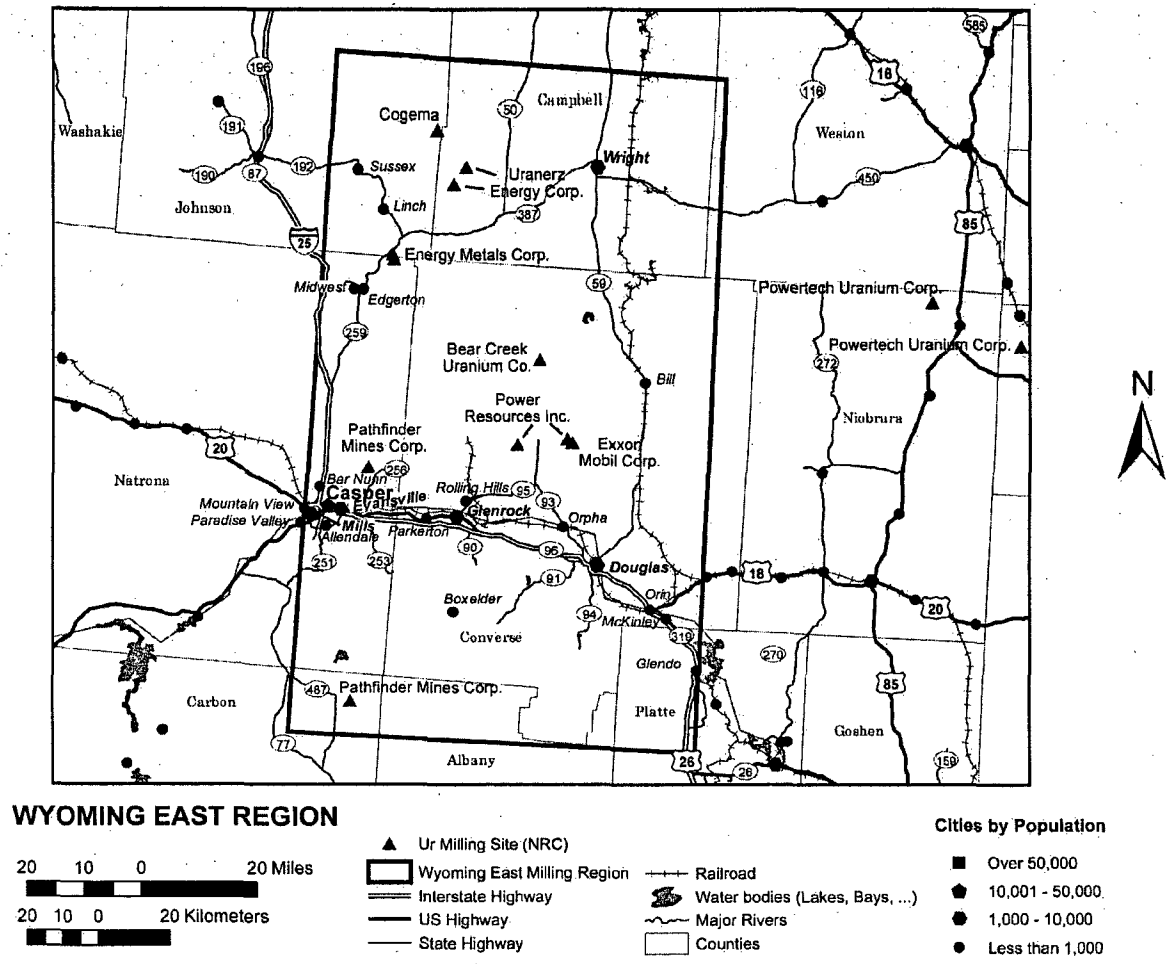 585
196
16
50
Campbell
116
Cogema
Washakie
191
Weston
Wright
192
Sussex
190
87
Uranerz
Energy Corp.
450
Johnson
Linch
387
85
25
Energy Metals Corp.
Midwest
Edgerton
59
Powertech Uranium Corp.
259
Powertech Uranium Corp.
Bear Creek
Uranium Co.
272
Bill
N
Power
Resources Inc.
Niobrara
Pathfinder
Mines Corp.
20
Exxon
Mobil Corp.
256
Natrona
Bar Nunn
Rolling Hills
95
93
Casper
Mountain View
Evansville
Glenrock
Paradise Valley
Mills
Orpha
Allendale
Parkerton
90
96
251
253
Douglas
18
91
Orin
Boxelder
94
McKinley
20
Converse
319
270
Glendo
487
Pathfinder Mines Corp.
85
Carbon
Platte
Goshen
77
Albany
26
26
159
WYOMING EAST REGION
Cities by Population
20 10 0 20 Miles
20 10 0 20 Kilometers
Ur Milling Site (NRC)
Wyoming East Milling Region
Interstate Highway
US Highway
State Highway
Railroad
Water bodies (Lakes, Bays, ...)
Major Rivers
Counties
Over 50,000
10,001 - 50,000
1,000 - 10,000
Less than 1,000